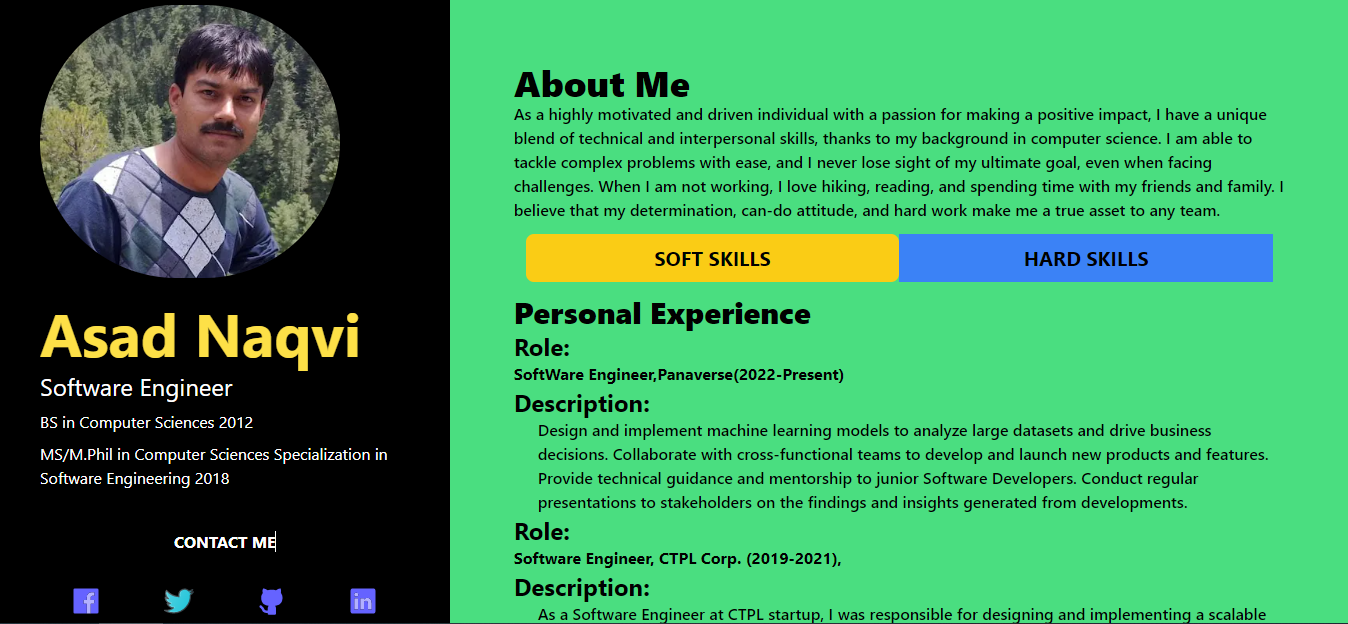 Asad Naqvi
Software Engineer
BS in Computer Sciences 2012
MS/M.Phil in Computer Sciences Specialization in
Software Engineering 2018
CONTACT ME
About Me
As a highly motivated and driven individual with a passion for making a positive impact, I have a unique
blend of technical and interpersonal skills, thanks to my background in computer science. I am able to
tackle complex problems with ease, and I never lose sight of my ultimate goal, even when facing
challenges. When I am not working, I love hiking, reading, and spending time with my friends and family. I
believe that my determination, can-do attitude, and hard work make me a true asset to any team.
SOFT SKILLS
HARD SKILLS
Personal Experience
Role:
SoftWare Engineer,Panaverse(2022-Present)
Description:
Design and implement machine learning models to analyze large datasets and drive business
decisions. Collaborate with cross-functional teams to develop and launch new products and features.
Provide technical guidance and mentorship to junior Software Developers. Conduct regular
presentations to stakeholders on the findings and insights generated from developments.
Role:
Software Engineer, CTPL Corp. (2019-2021),
Description:
As a Software Engineer at CTPL startup, I was responsible for designing and implementing a scalable